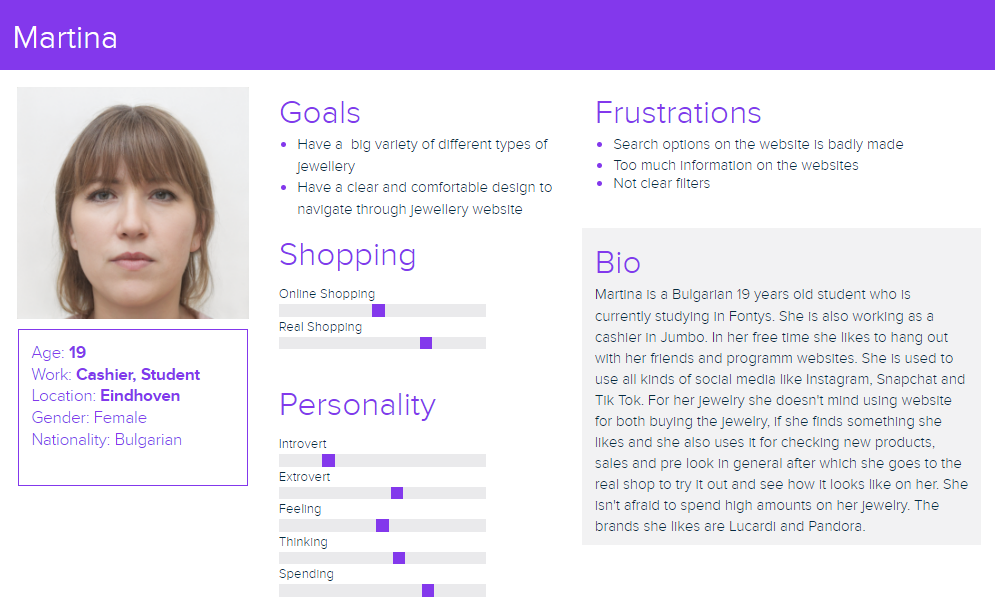 Martina
Age: 19
Work: Cashier, Student
Location: Eindhoven
Gender: Female
Nationality: Bulgarian
Goals
Have a  big variety of different types of
jewellery
Have a clear and comfortable design to
navigate through jewellery website
Shopping
Online Shopping
Real Shopping
Personality
Introvert
Extrovert
Feeling
Thinking
Spending
Frustrations
Search options on the website is badly made
Too much information on the websites
Not clear filters
Bio
Martina is a Bulgarian 19 years old student who is
currently studying in Fontys. She is also working as a
cashier in Jumbo. In her free time she likes to hang out
with her friends and programm websites. She is used to
use all kinds of social media like Instagram, Snapchat and
Tik Tok. For her jewelry she doesn't mind using website
for both buying the jewelry, if she finds something she
likes and she also uses it for checking new products,
sales and pre look in general after which she goes to the
real shop to try it out and see how it looks like on her. She
isn't afraid to spend high amounts on her jewelry. The
brands she likes are Lucardi and Pandora.